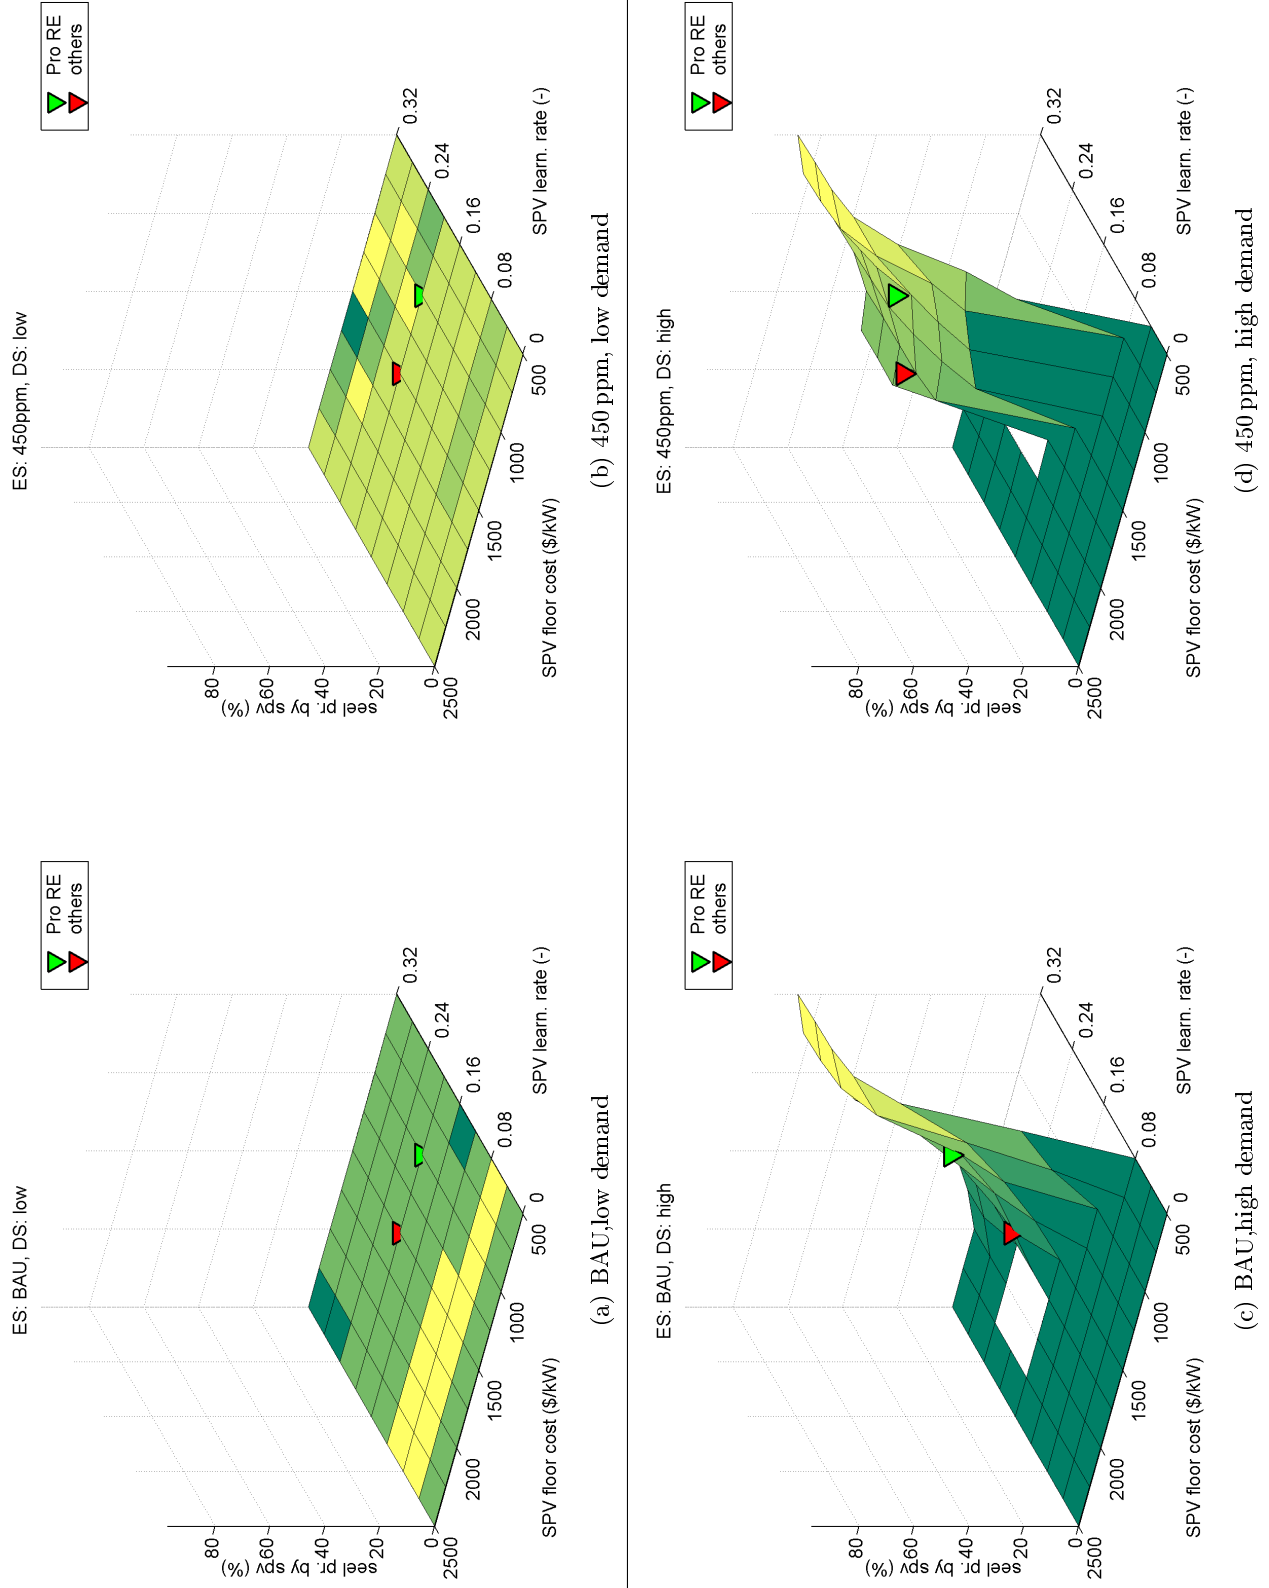 ES: BAU, DS: low
Pro RE
others
80
60
40
20
0
seel pr. by spv (%)
2500
2000
1500
1000
500
SPV floor cost ($/kW)
0
0.08
0.16
0.24
0.32
SPV learn. rate (-)
(a) BAU,low demand
ES: 450ppm, DS: low
Pro RE
others
80
60
40
20
0
seel pr. by spv (%)
2500
2000
1500
1000
500
SPV floor cost ($/kW)
0
0.08
0.16
0.24
0.32
SPV learn. rate (-)
(b) 450 ppm, low demand
ES: BAU, DS: high
Pro RE
others
80
60
40
20
0
seel pr. by spv (%)
2500
2000
1500
1000
500
SPV floor cost ($/kW)
0
0.08
0.16
0.24
0.32
SPV learn. rate (-)
(c) BAU,high demand
ES: 450ppm, DS: high
Pro RE
others
80
60
40
20
0
seel pr. by spv (%)
2500
2000
1500
1000
500
SPV floor cost ($/kW)
0
0.08
0.16
0.24
0.32
SPV learn. rate (-)
(d) 450 ppm, high demand